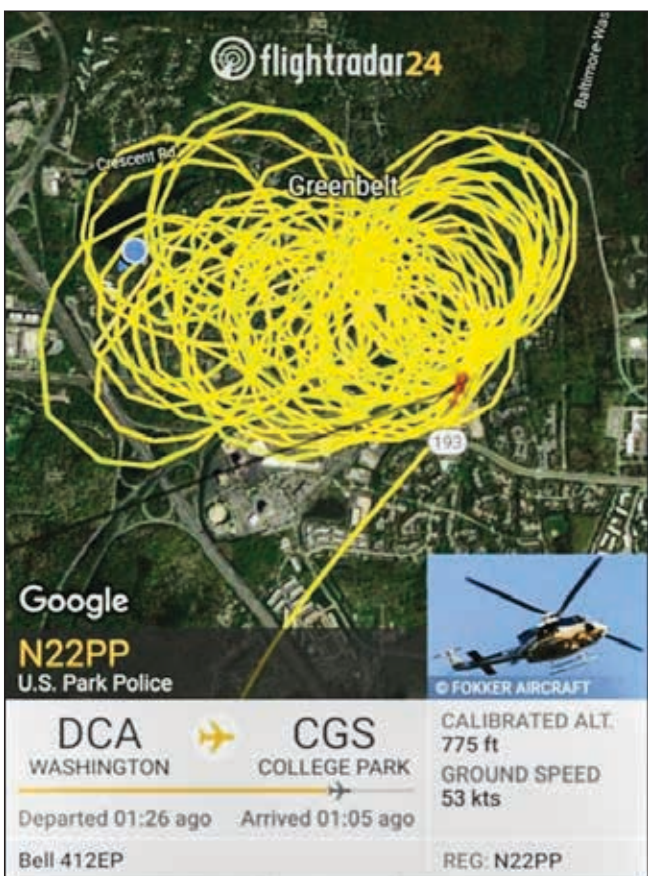 flightradar24
Baltimore-Was
Crescent Rd
Greenbelt
193
Google
N22PP
U.S. Park Police
© FOKKER AIRCRAFT
DCA
WASHINGTON
CGS
COLLEGE PARK
Departed 01:26 ago
Arrived 01:05 ago
CALIBRATED ALT.
775 ft
GROUND SPEED
53 kts
Bell 412EP
REG: N22PP